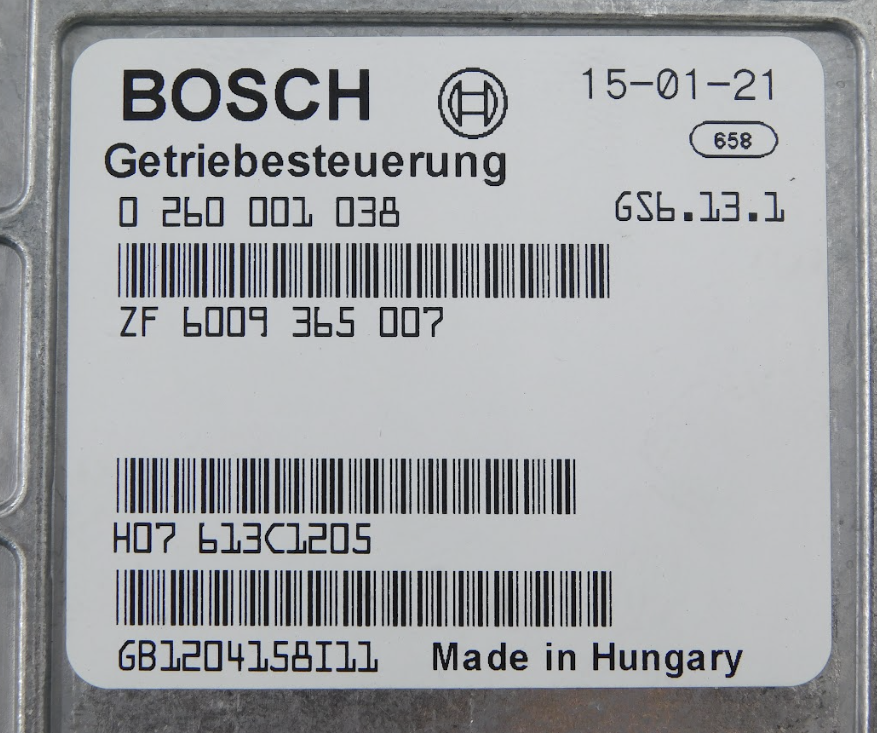 BOSCH 15-01-21
658
Getriebesteuerung
0 260 001 038 GS6.13.1
ZF 6009 365 007
H07 613C1205
GB1204158I11 Made in Hungary